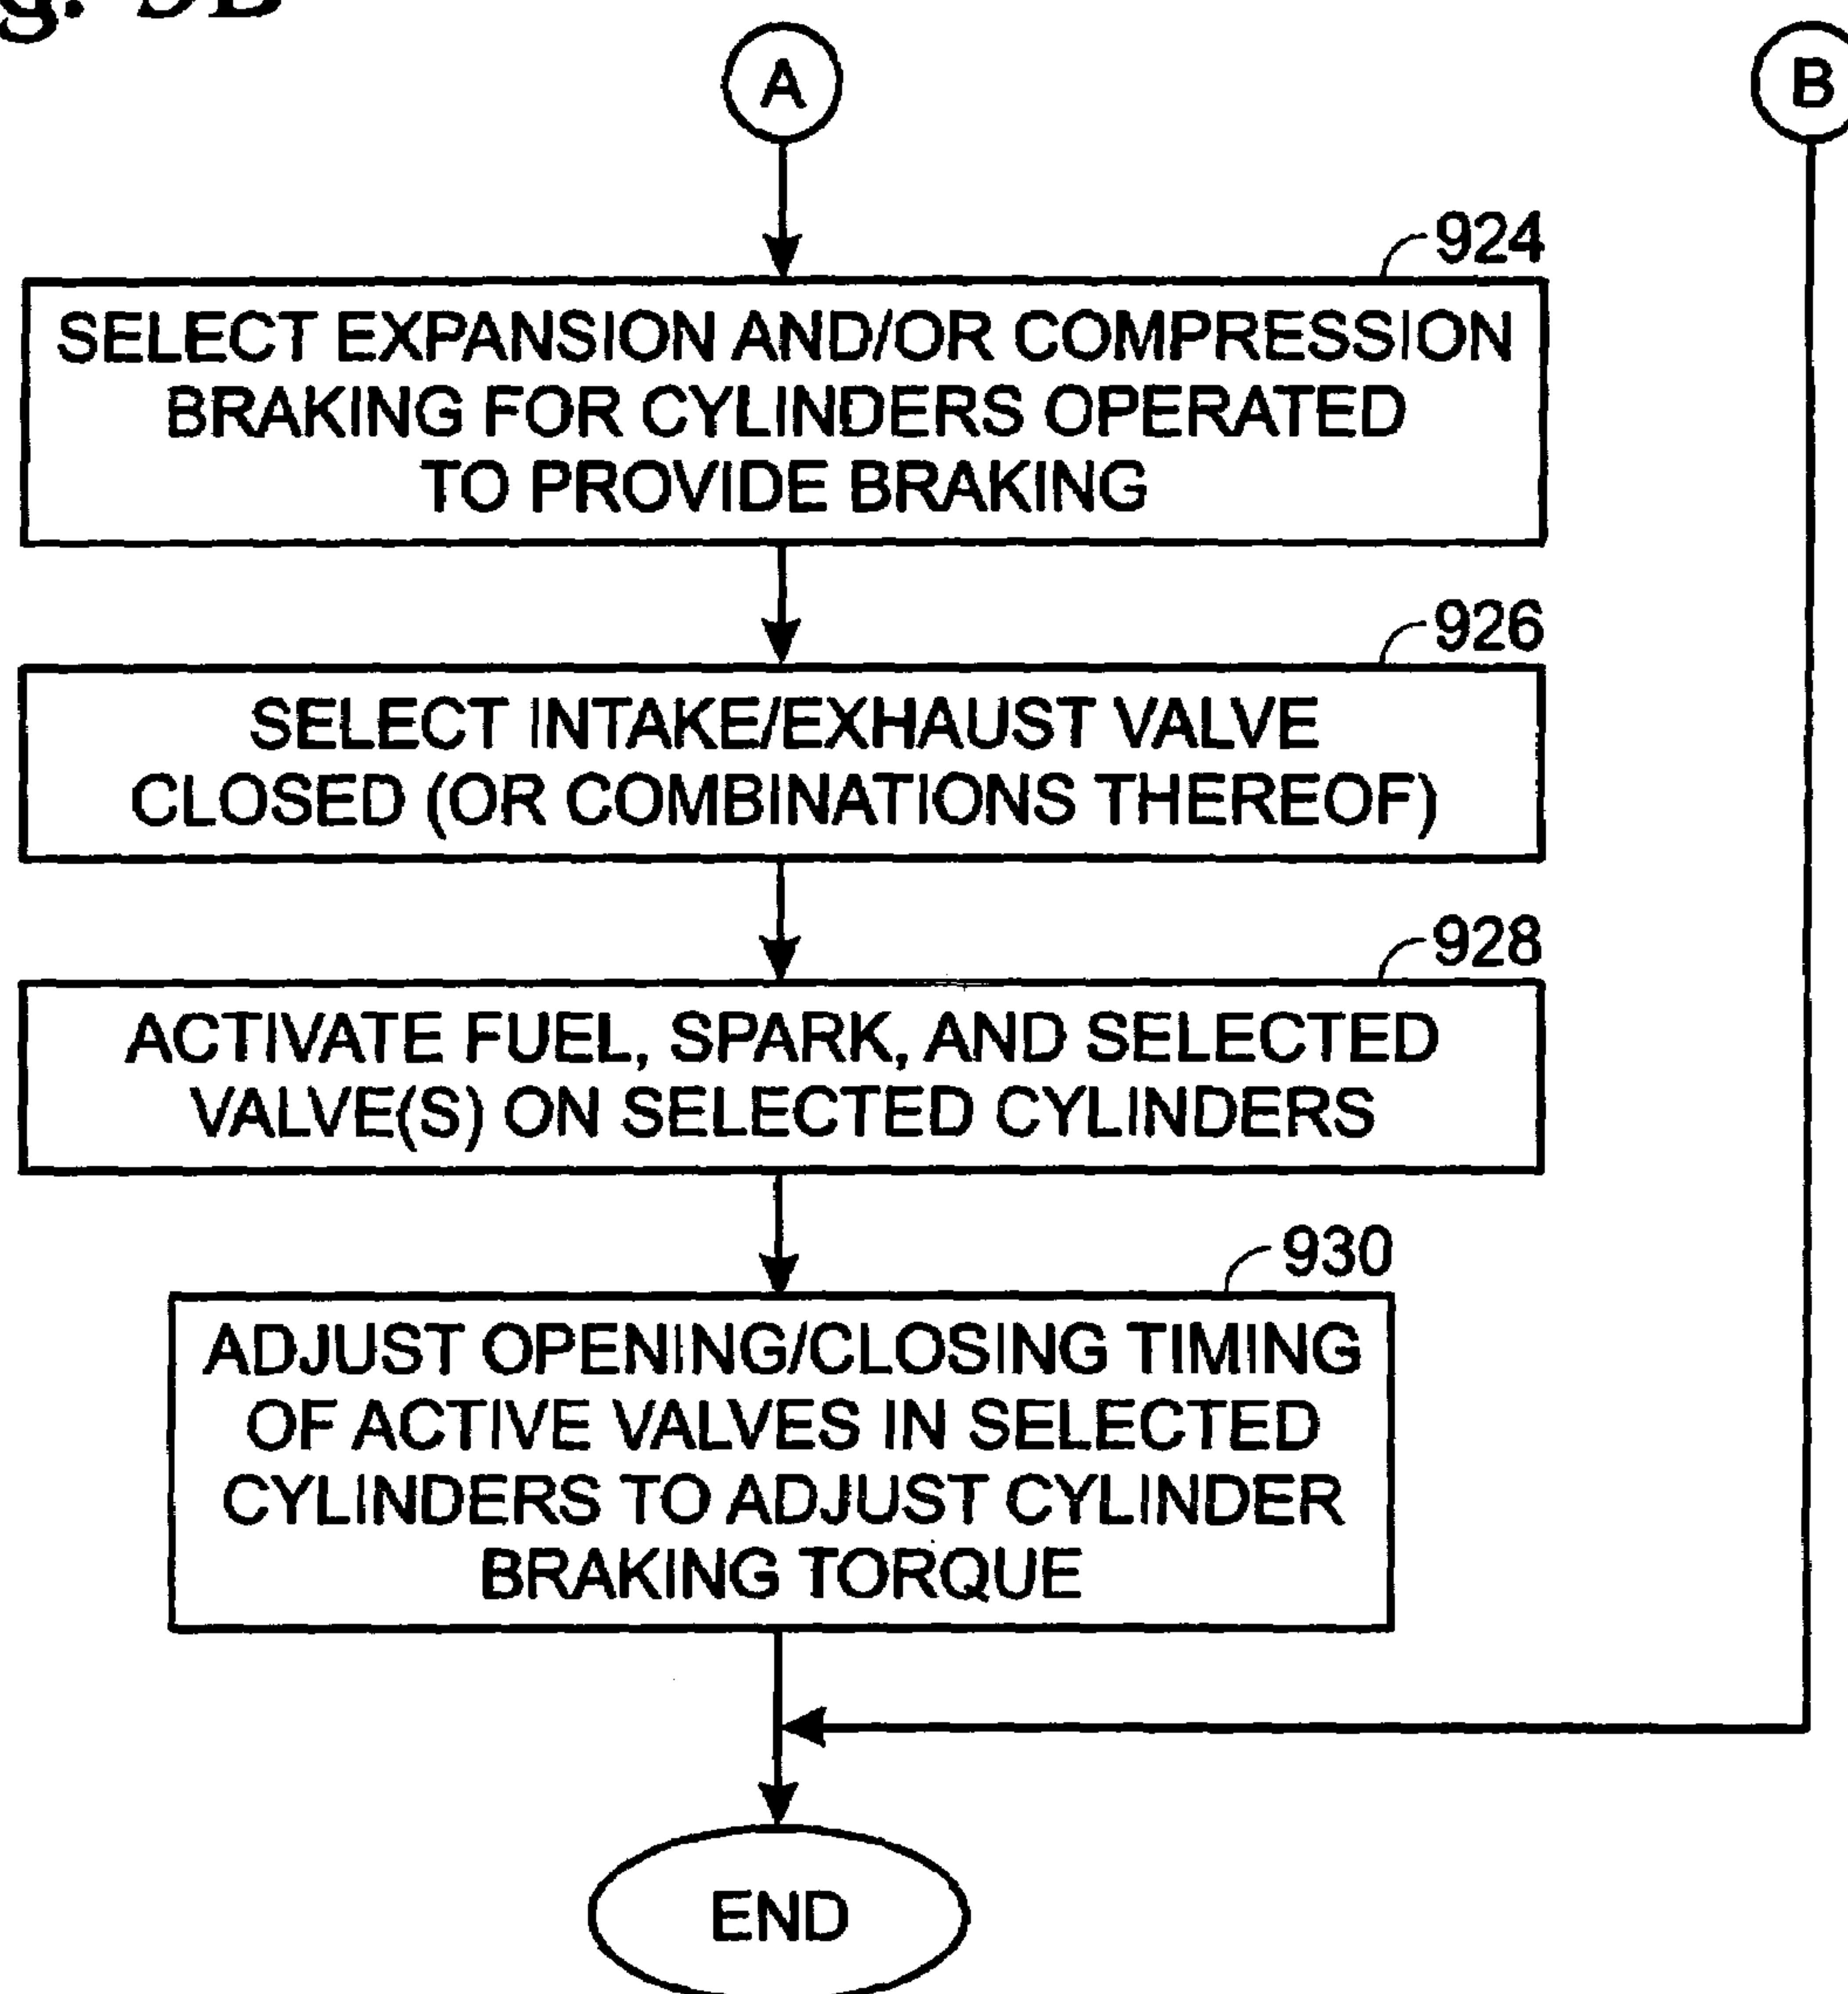 A
B
924
SELECT EXPANSION AND/OR COMPRESSION
BRAKING FOR CYLINDERS OPERATED
TO PROVIDE BRAKING
926
SELECT INTAKE/EXHAUST VALVE
CLOSED (OR COMBINATIONS THEREOF)
928
ACTIVATE FUEL, SPARK, AND SELECTED
VALVE(S) ON SELECTED CYLINDERS
930
ADJUST OPENING/CLOSING TIMING
OF ACTIVE VALVES IN SELECTED
CYLINDERS TO ADJUST CYLINDER
BRAKING TORQUE
END